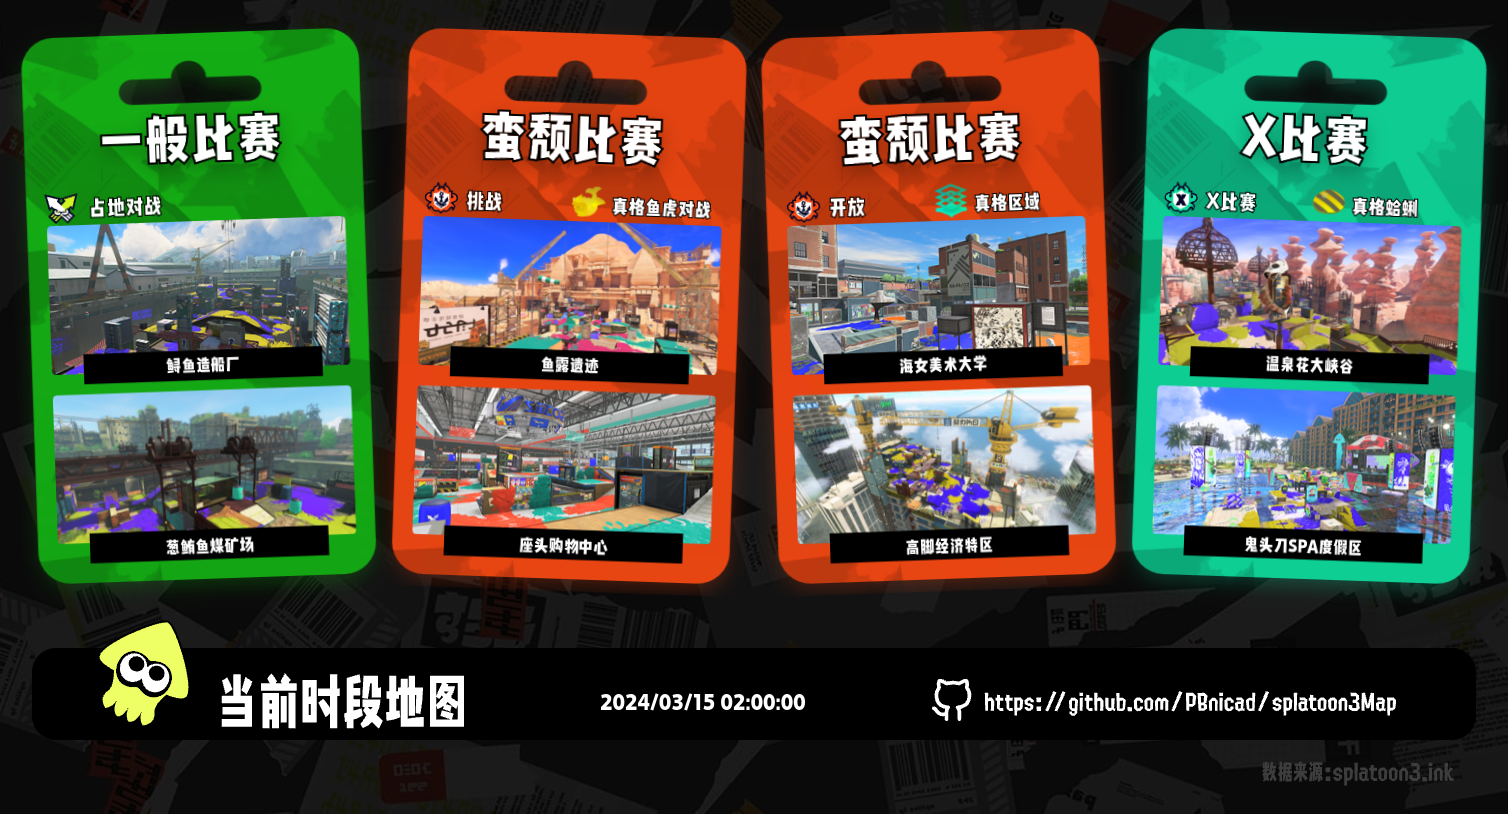 一般比赛
占地对战
鲟鱼造船厂
葱鲔鱼煤矿场
蛮颓比赛
挑战
真格鱼虎对战
鱼露遗迹
座头购物中心
蛮颓比赛
开放
真格区域
海女美术大学
高脚经济特区
X比赛
X比赛
真格蛤蜊
温泉花大峡谷
鬼头刀SPA度假区
当前时段地图
2024/03/15 02:00:00
https://github.com/PBnicad/splatoon3Map
数据来源:splatoon3.ink